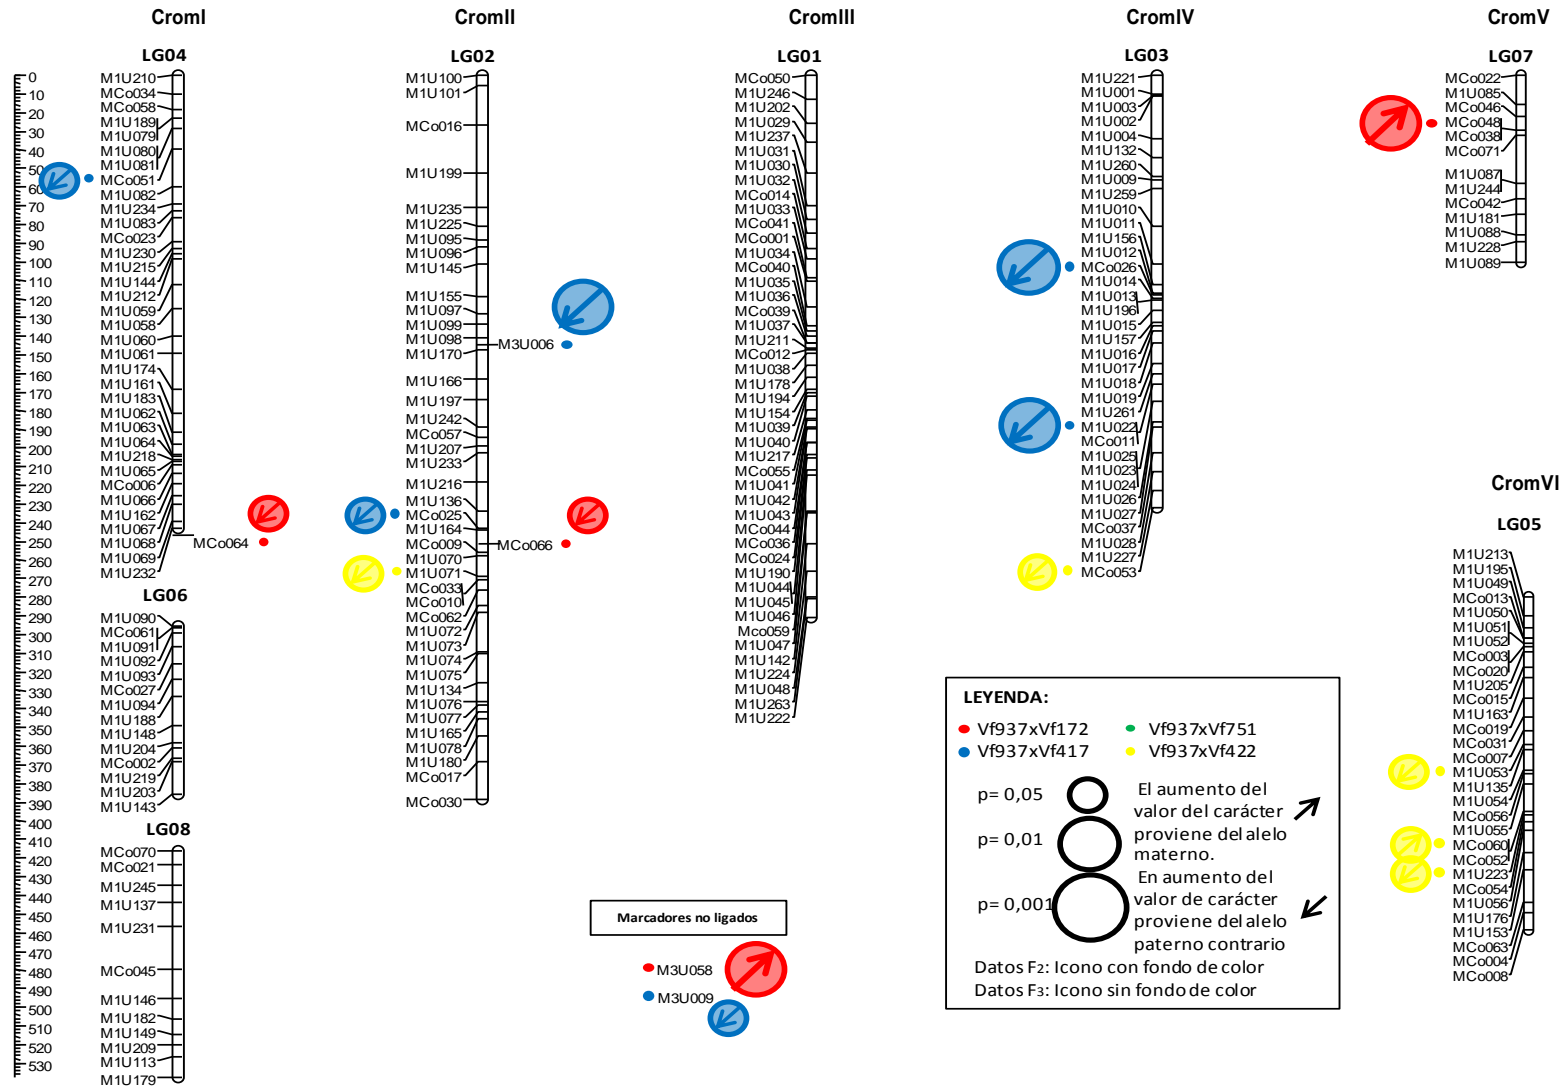 CromI
CromII
CromIII
CromIV
CromV
LG04
LG02
LG01
LG03
LG07
0
10
20
30
40
50
60
70
80
90
100
110
120
130
140
150
160
170
180
190
200
210
220
230
240
250
260
270
280
290
300
310
320
330
340
350
360
370
380
390
400
410
420
430
440
450
460
470
480
490
500
510
520
530
M1U210
MCo034
MCo058
M1U189
M1U079
M1U080
M1U081
MCo051
M1U082
M1U234
M1U083
MCo023
M1U230
M1U215
M1U144
M1U212
M1U059
M1U058
M1U060
M1U061
M1U174
M1U161
M1U183
M1U062
M1U063
M1U064
M1U218
M1U065
MCo006
M1U066
M1U162
M1U067
M1U068
M1U069
M1U232
MCo064
LG06
M1U090
MCo061
M1U091
M1U092
M1U093
MCo027
M1U094
M1U188
M1U148
M1U204
MCo002
M1U219
M1U203
M1U143
LG08
MCo070
MCo021
M1U245
M1U137
M1U231
MCo045
M1U146
M1U182
M1U149
M1U209
M1U113
M1U179
M1U100
M1U101
MCo016
M1U199
M1U235
M1U225
M1U095
M1U096
M1U145
M1U155
M1U097
M1U099
M1U098
M3U006
M1U170
M1U166
M1U197
M1U242
MCo057
M1U207
M1U233
M1U216
M1U136
MCo025
M1U164
MCo009
MCo066
M1U070
M1U071
MCo033
MCo010
MCo062
M1U072
M1U073
M1U074
M1U075
M1U134
M1U076
M1U077
M1U165
M1U078
M1U180
MCo017
MCo030
MCo050
M1U246
M1U202
M1U029
M1U237
M1U031
M1U030
M1U032
MCo014
M1U033
MCo041
MCo001
M1U034
MCo040
M1U035
M1U036
MCo039
M1U037
M1U211
MCo012
M1U038
M1U178
M1U194
M1U154
M1U039
M1U040
M1U217
MCo055
M1U041
M1U042
M1U043
MCo044
MCo036
MCo024
M1U190
M1U044
M1U045
M1U046
Mco059
M1U047
M1U142
M1U224
M1U048
M1U263
M1U222
M1U221
M1U001
M1U003
M1U002
M1U004
M1U132
M1U260
M1U009
M1U259
M1U010
M1U011
M1U156
M1U012
MCo026
M1U014
M1U013
M1U196
M1U015
M1U157
M1U016
M1U017
M1U018
M1U019
M1U261
M1U022
MCo011
M1U025
M1U023
M1U024
M1U026
M1U027
MCo037
M1U028
M1U227
MCo053
MCo022
M1U085
MCo046
MCo048
MCo038
MCo071
M1U087
M1U244
MCo042
M1U181
M1U088
M1U228
M1U089
CromVI
LG05
M1U213
M1U195
M1U049
MCo013
M1U050
M1U051
M1U052
MCo003
MCo020
M1U205
MCo015
M1U163
MCo019
MCo031
MCo007
M1U053
M1U135
M1U054
MCo056
M1U055
MCo060
MCo052
M1U223
MCo054
M1U056
M1U176
M1U153
MCo063
MCo004
MCo008
Marcadores no ligados
M3U058
M3U009
LEYENDA:
Vf937xVf172
Vf937xVf751
Vf937xVf417
Vf937xVf422
p= 0,05
p= 0,01
p= 0,001
El aumento del
valor del carácter
proviene del alelo
materno.
En aumento del
valor de carácter
proviene del alelo
paterno contrario
Datos F2: Icono con fondo de color
Datos F3: Icono sin fondo de color